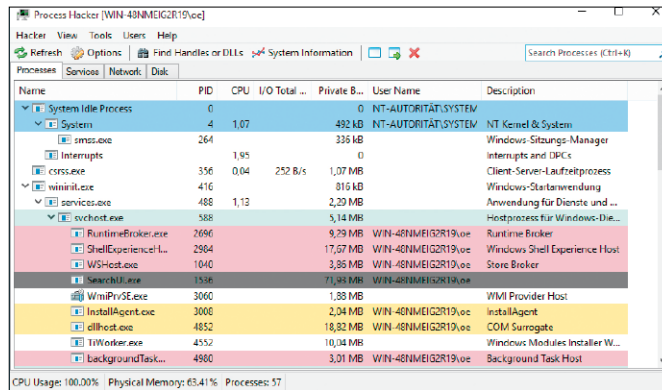 Process Hacker [WIN-48NMEIG2R19\oe]
Hacker View Tools Users Help
Refresh Options Find Handles or DLLs System Information Search Processes (Ctrl+K)
Processes Services Network Disk
Name PID CPU I/O Total ... Private B... User Name Description
System Idle Process 0 0 NT-AUTORITÄT\SYSTEM
System 4 1,07 492 kB NT-AUTORITÄT\SYSTEM NT Kernel & System
smss.exe 264 336 kB Windows-Sitzungs-Manager
Interrupts 1,95 0 Interrupts and DPCs
csrss.exe 356 0,04 252 B/s 1,07 MB Client-Server-Laufzeitprozess
wininit.exe 416 816 kB Windows-Startanwendung
services.exe 488 1,13 2,29 MB Anwendung für Dienste und ...
svchost.exe 588 5,14 MB Hostprozess für Windows-Die...
RuntimeBroker.exe 2696 9,29 MB WIN-48NMEIG2R19\oe Runtime Broker
ShellExperienceH... 2984 17,67 MB WIN-48NMEIG2R19\oe Windows Shell Experience Host
WSHost.exe 1040 3,86 MB WIN-48NMEIG2R19\oe Store Broker
SearchUI.exe 1536 71,93 MB WIN-48NMEIG2R19\oe
WmiPrvSE.exe 3060 1,88 MB WMI Provider Host
InstallAgent.exe 3008 2,04 MB WIN-48NMEIG2R19\oe InstallAgent
dllhost.exe 4852 18,82 MB WIN-48NMEIG2R19\oe COM Surrogate
TiWorker.exe 4552 10,04 MB Windows Modules Installer W...
backgroundTask... 4980 3,01 MB WIN-48NMEIG2R19\oe Background Task Host
CPU Usage: 100.00% Physical Memory: 63.41% Processes: 57